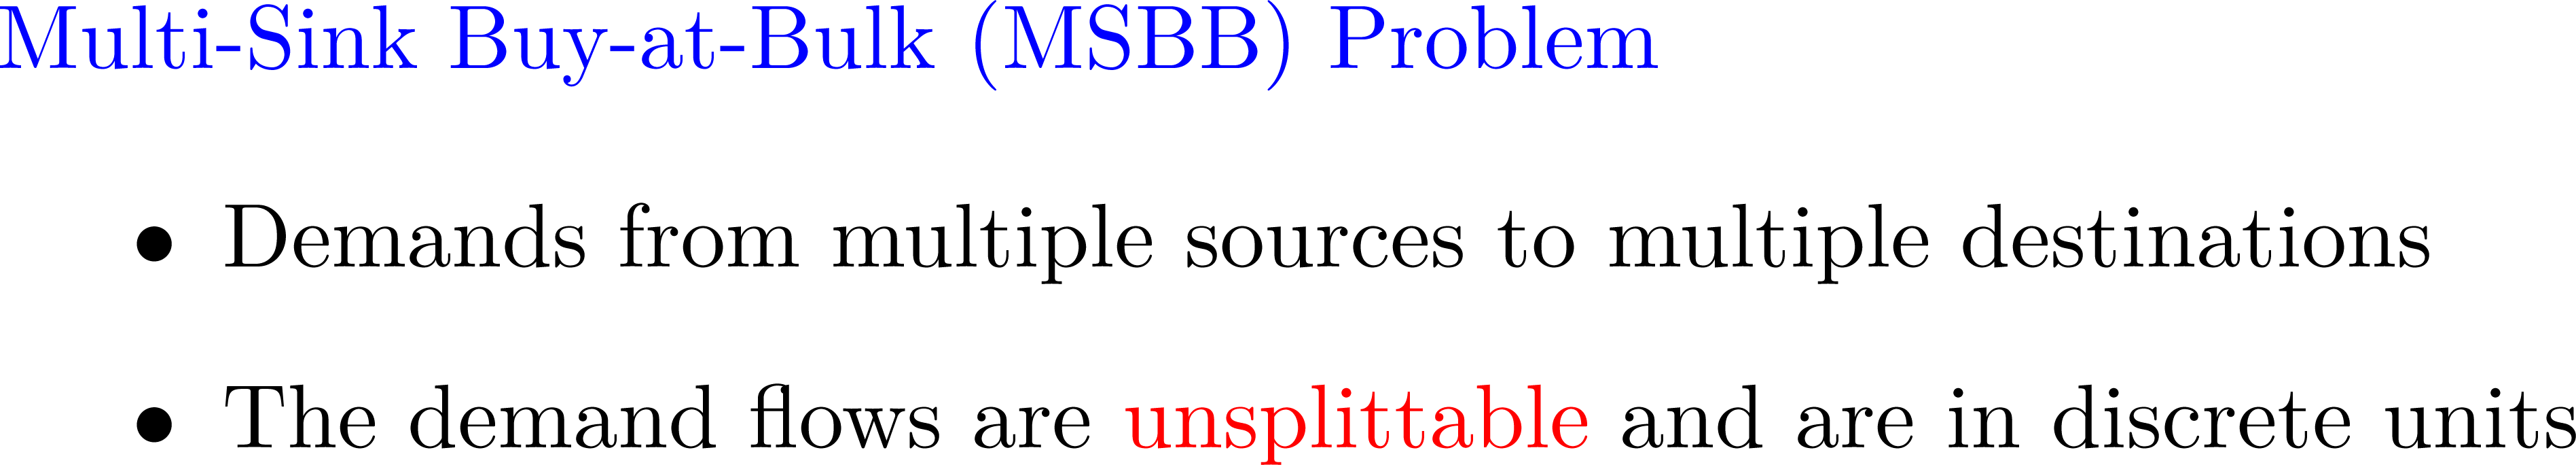 Multi-Sink Buy-at-Bulk (MSBB) Problem
• Demands from multiple sources to multiple destinations
• The demand flows are unsplittable and are in discrete units